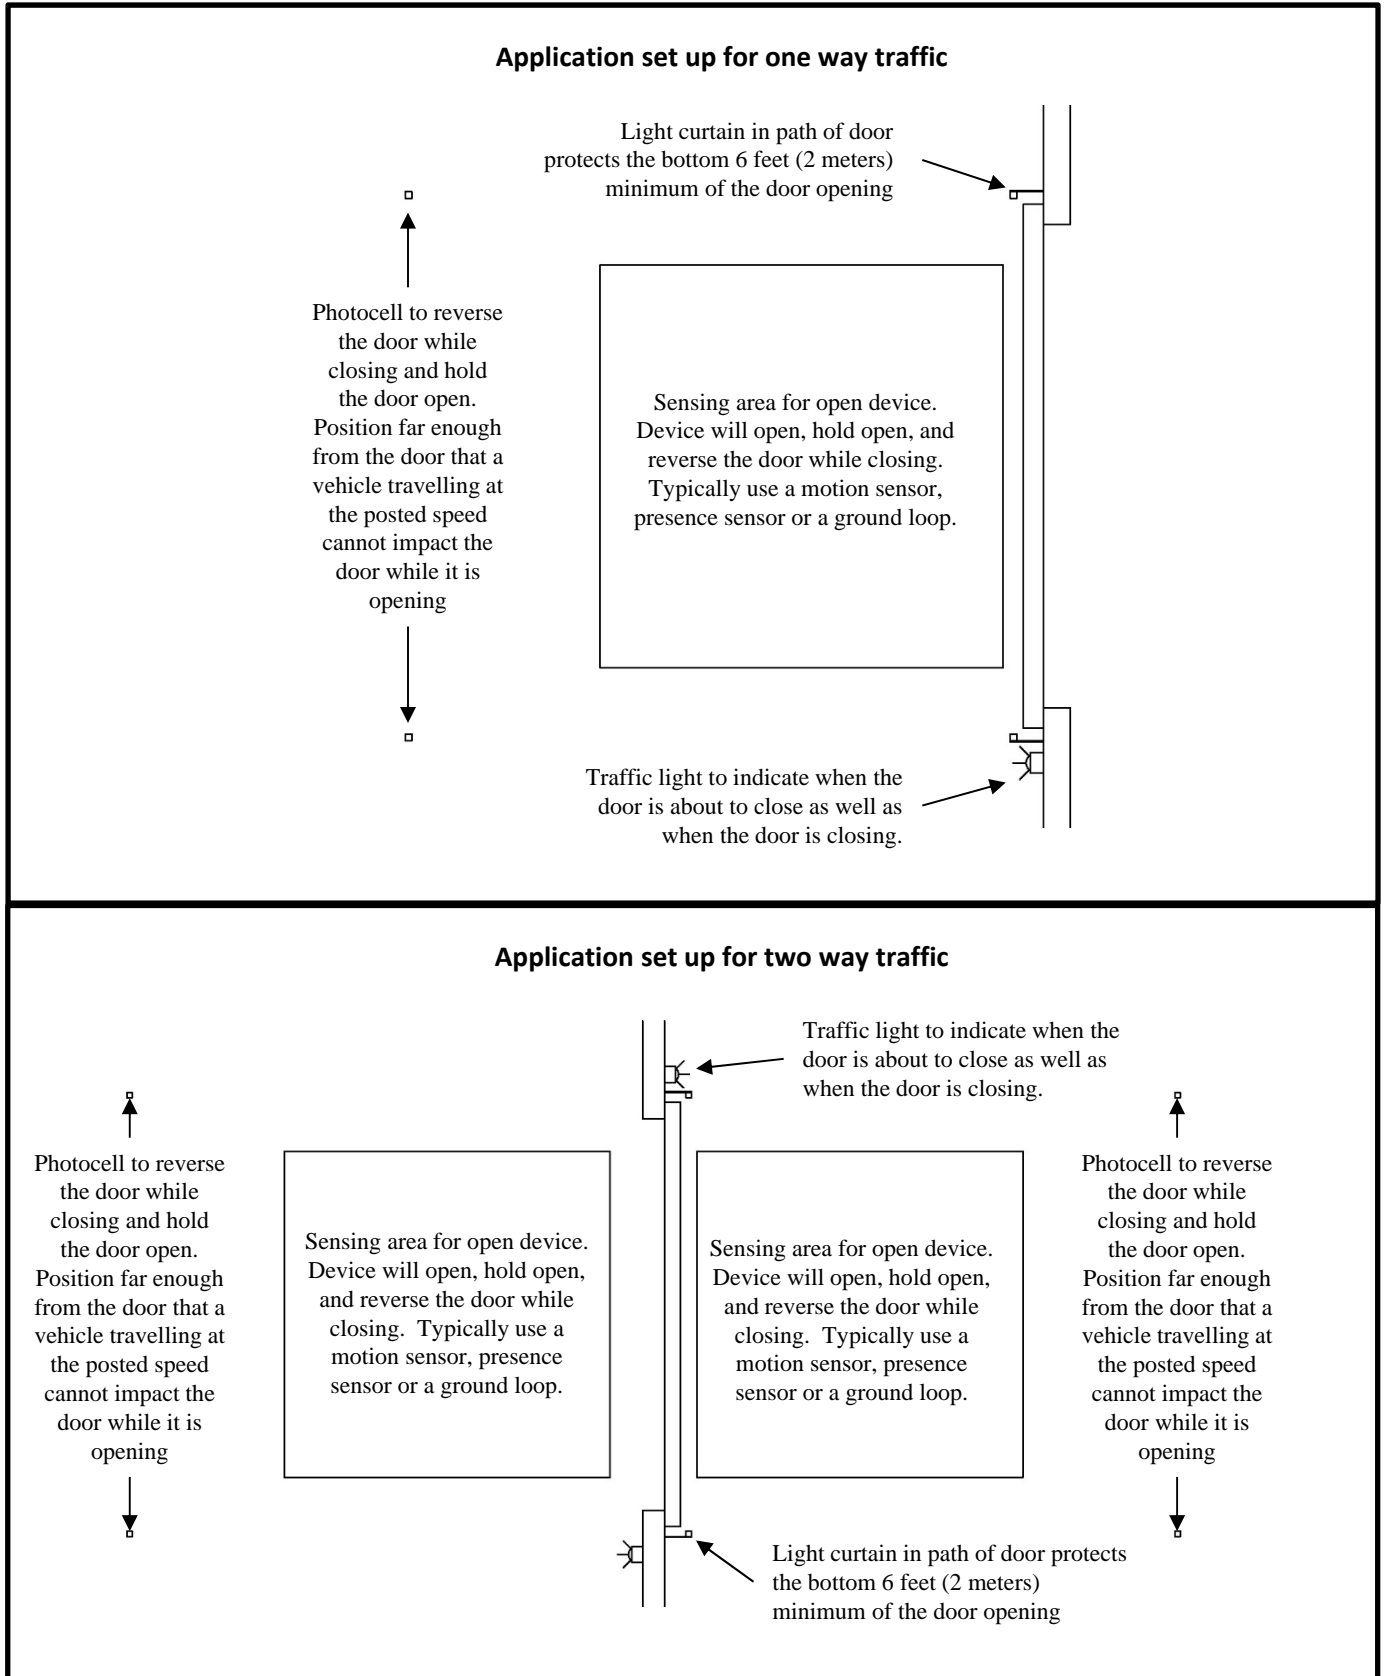 Application set up for one way traffic
Light curtain in path of door
protects the bottom 6 feet (2 meters)
minimum of the door opening
Photocell to reverse
the door while
closing and hold
the door open.
Position far enough
from the door that a
vehicle travelling at
the posted speed
cannot impact the
door while it is
opening
Sensing area for open device.
Device will open, hold open, and
reverse the door while closing.
Typically use a motion sensor,
presence sensor or a ground loop.
Traffic light to indicate when the
door is about to close as well as
when the door is closing.
Application set up for two way traffic
Traffic light to indicate when the
door is about to close as well as
when the door is closing.
Photocell to reverse
the door while
closing and hold
the door open.
Position far enough
from the door that a
vehicle travelling at
the posted speed
cannot impact the
door while it is
opening
Sensing area for open device.
Device will open, hold open,
and reverse the door while
closing.  Typically use a
motion sensor, presence
sensor or a ground loop.
Sensing area for open device.
Device will open, hold open,
and reverse the door while
closing.  Typically use a
motion sensor, presence
sensor or a ground loop.
Photocell to reverse
the door while
closing and hold
the door open.
Position far enough
from the door that a
vehicle travelling at
the posted speed
cannot impact the
door while it is
opening
Light curtain in path of door protects
the bottom 6 feet (2 meters)
minimum of the door opening